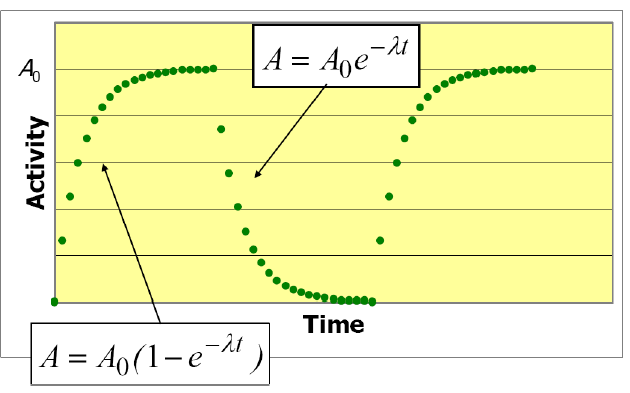 A = A₀e^{−λt}
A₀
Activity
Time
A = A₀(1−e^{−λt})